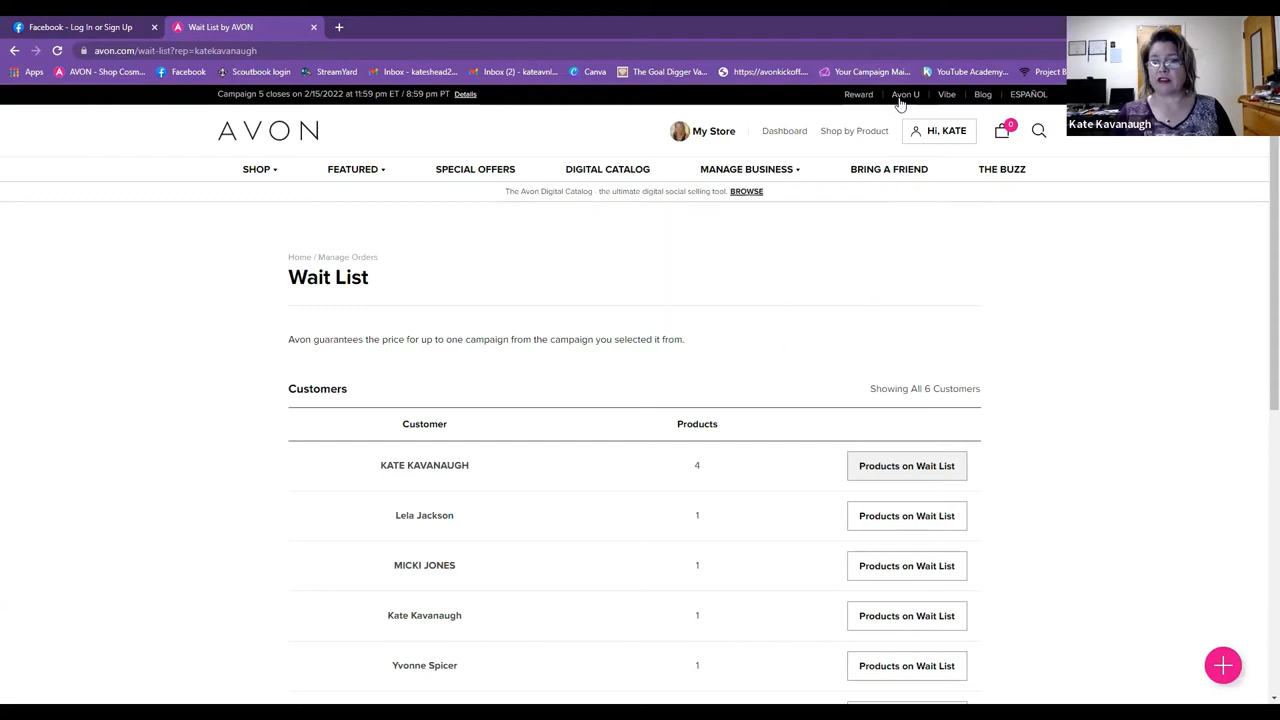 Facebook - Log In or Sign Up
Wait List by AVON
avon.com/wait-list?rep=katekavanaugh
Apps
AVON - Shop Cosm...
Facebook
Scoutbook login
StreamYard
Inbox - kateshead2...
Inbox (2) - kateavnl...
Canva
The Goal Digger Va...
https://avonkickoff....
Your Campaign Mai...
YouTube Academy...
Project B
Campaign 5 closes on 2/15/2022 at 11:59 pm ET / 8:59 pm PT Details
Reward
Avon U
Vibe
Blog
ESPAÑOL
Kate Kavanaugh
AVON
My Store
Dashboard
Shop by Product
Hi, KATE
0
SHOP
FEATURED
SPECIAL OFFERS
DIGITAL CATALOG
MANAGE BUSINESS
BRING A FRIEND
THE BUZZ
The Avon Digital Catalog - the ultimate digital social selling tool. BROWSE
Home / Manage Orders
Wait List
Avon guarantees the price for up to one campaign from the campaign you selected it from.
Customers
Showing All 6 Customers
Customer
Products
KATE KAVANAUGH
4
Products on Wait List
Lela Jackson
1
Products on Wait List
MICKI JONES
1
Products on Wait List
Kate Kavanaugh
1
Products on Wait List
Yvonne Spicer
1
Products on Wait List